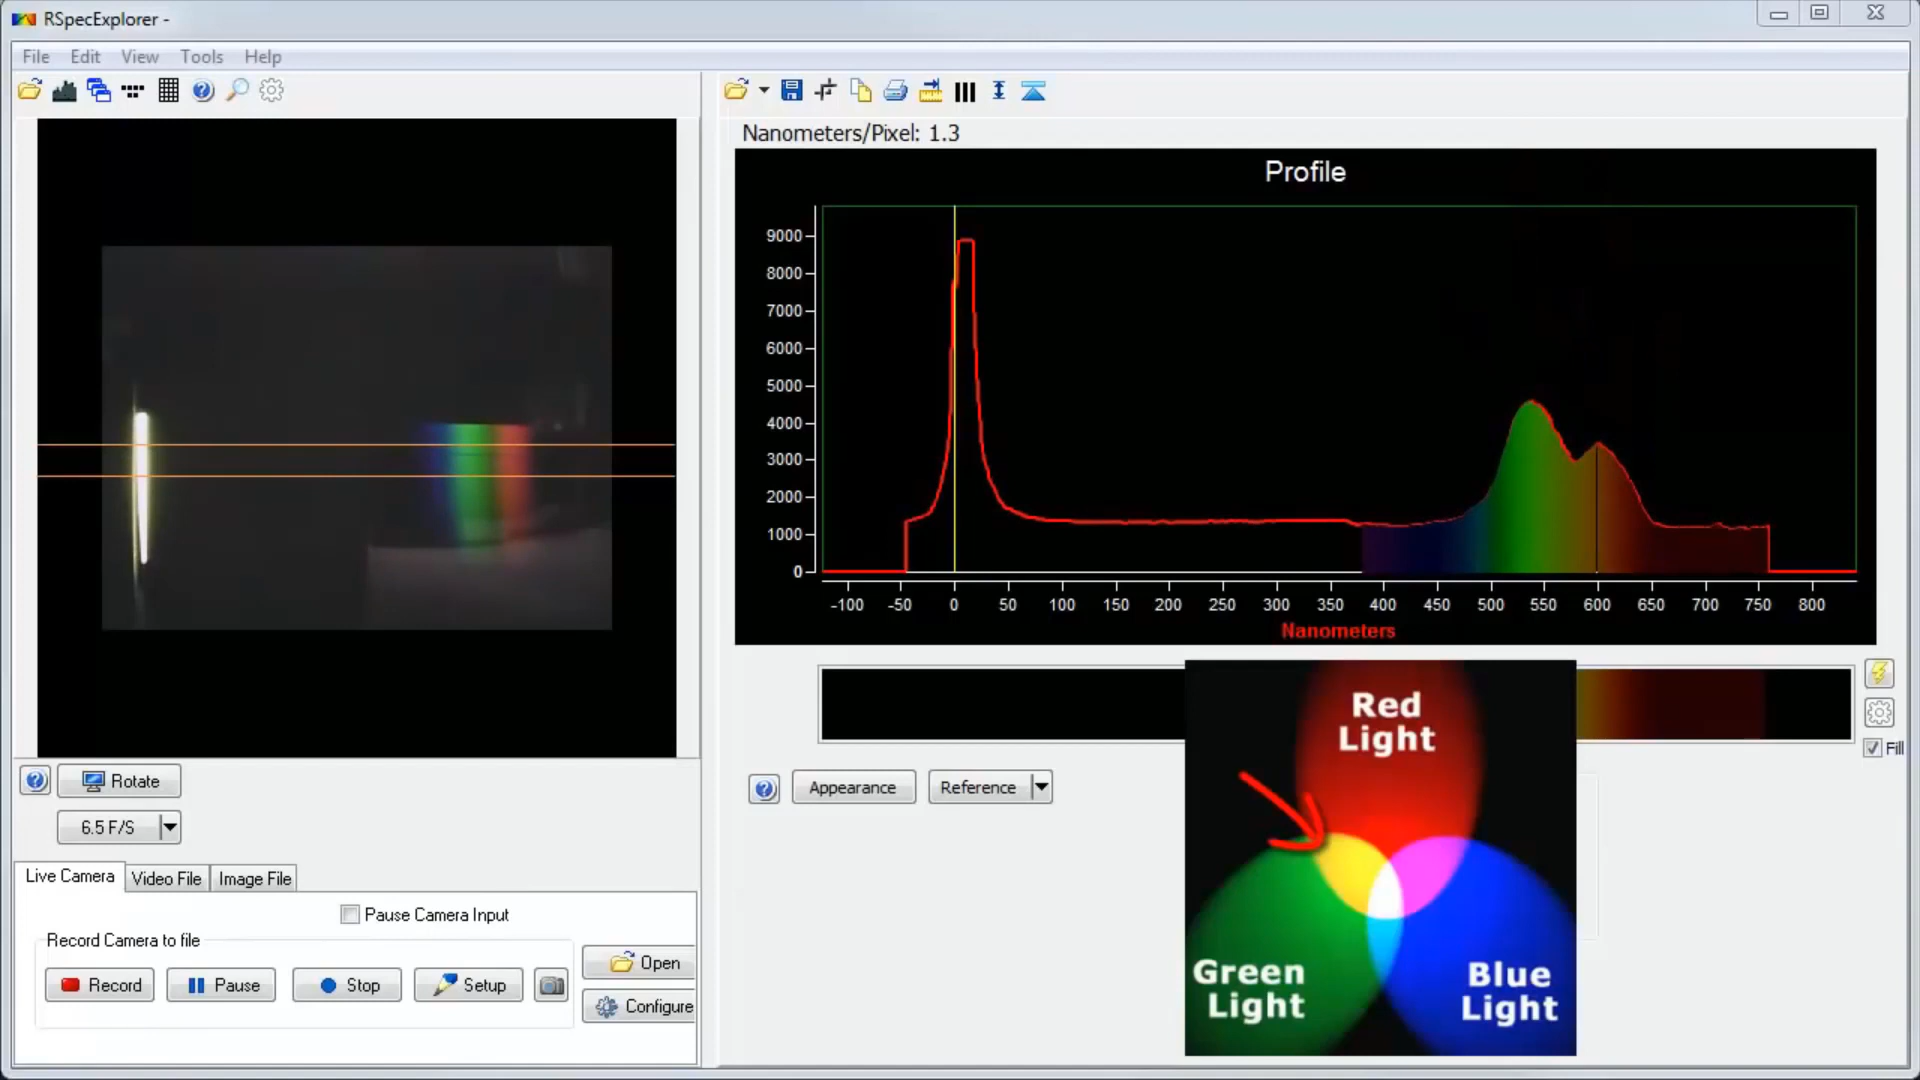 RSpecExplorer -
File Edit View Tools Help
Nanometers/Pixel: 1.3
Profile
9000
8000
7000
6000
5000
4000
3000
2000
1000
0
-100 -50 0 50 100 150 200 250 300 350 400 450 500 550 600 650 700 750 800
Nanometers
Fill
Rotate
Appearance
Reference
6.5 F/S
Red
Light
Green
Light
Blue
Light
Live Camera Video File Image File
Pause Camera Input
Record Camera to file
Record Pause Stop Setup
Open
Configure